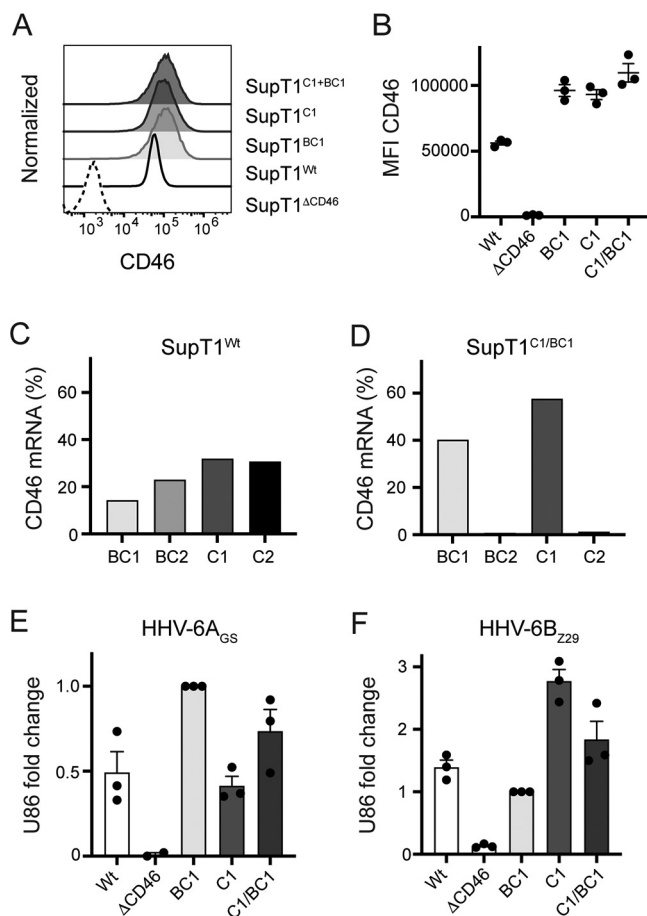 A
Normalized
SupT1C1+BC1
SupT1C1
SupT1BC1
SupT1Wt
SupT1ΔCD46
10³ 10⁴ 10⁵ 10⁶
CD46
B
MFI CD46
100000
50000
0
Wt ΔCD46 BC1 C1 C1/BC1
C
SupT1Wt
CD46 mRNA (%)
60
40
20
0
BC1 BC2 C1 C2
D
SupT1C1/BC1
CD46 mRNA (%)
60
40
20
0
BC1 BC2 C1 C2
E
HHV-6AGS
U86 fold change
1.0
0.5
0
Wt ΔCD46 BC1 C1 C1/BC1
F
HHV-6BZ29
U86 fold change
3
2
1
0
Wt ΔCD46 BC1 C1 C1/BC1